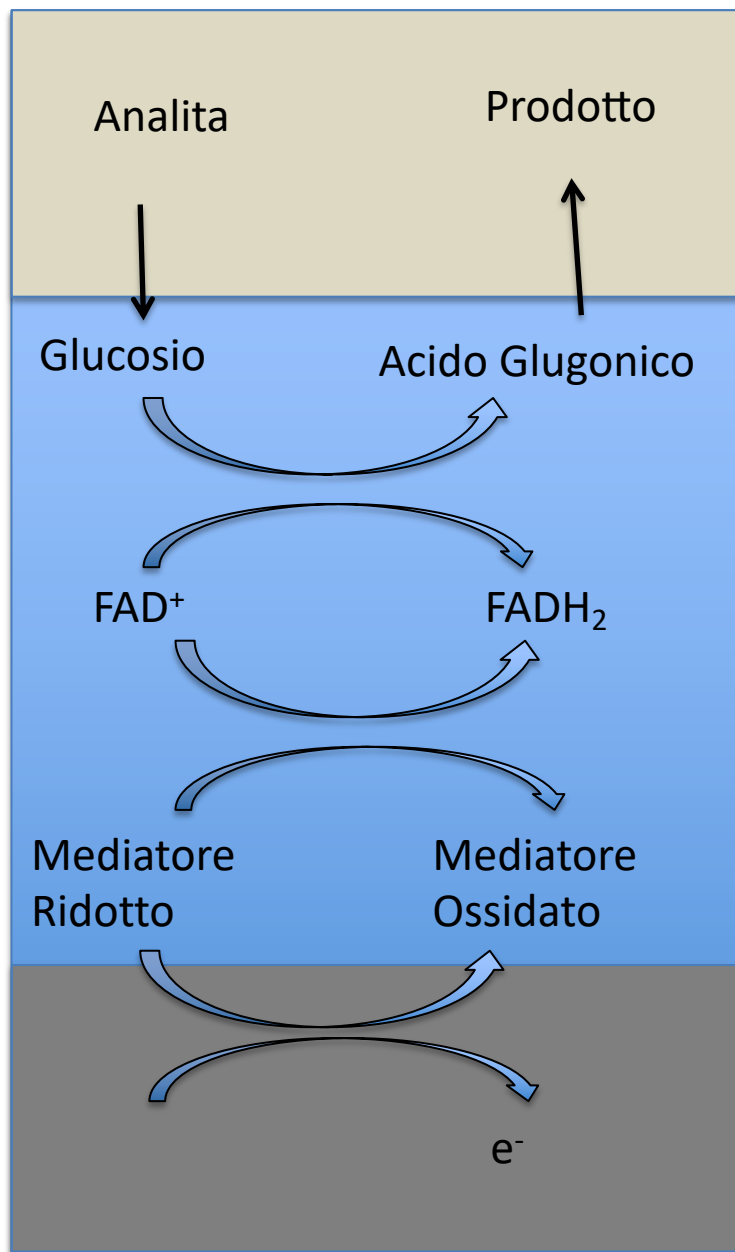 Analita
Prodotto
Glucosio
Acido Glugonico
FAD⁺
FADH₂
Mediatore
Ridotto
Mediatore
Ossidato
e⁻